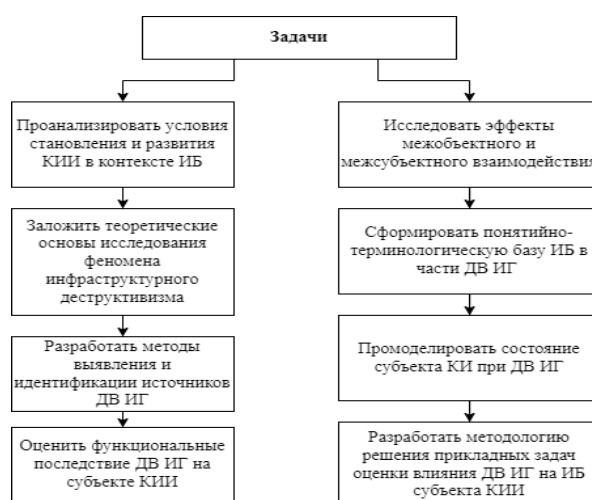 Задачи
Проанализировать условия
становления и развития
КИИ в контексте ИБ
Заложить теоретические
основы исследования
феномена
инфраструктурного
деструктивизма
Разработать методы
выявления и
идентификации источников
ДВ ИГ
Оценить функциональные
последствие ДВ ИГ на
субъекте КИИ
Исследовать эффекты
межобъектного и
межсубъектного взаимодействия
Сформировать понятийно-
терминологическую базу ИБ в
части ДВ ИГ
Промоделировать состояние
субъекта КИ при ДВ ИГ
Разработать методологию
решения прикладных задач
оценки влияния ДВ ИГ на ИБ
субъекта КИИ